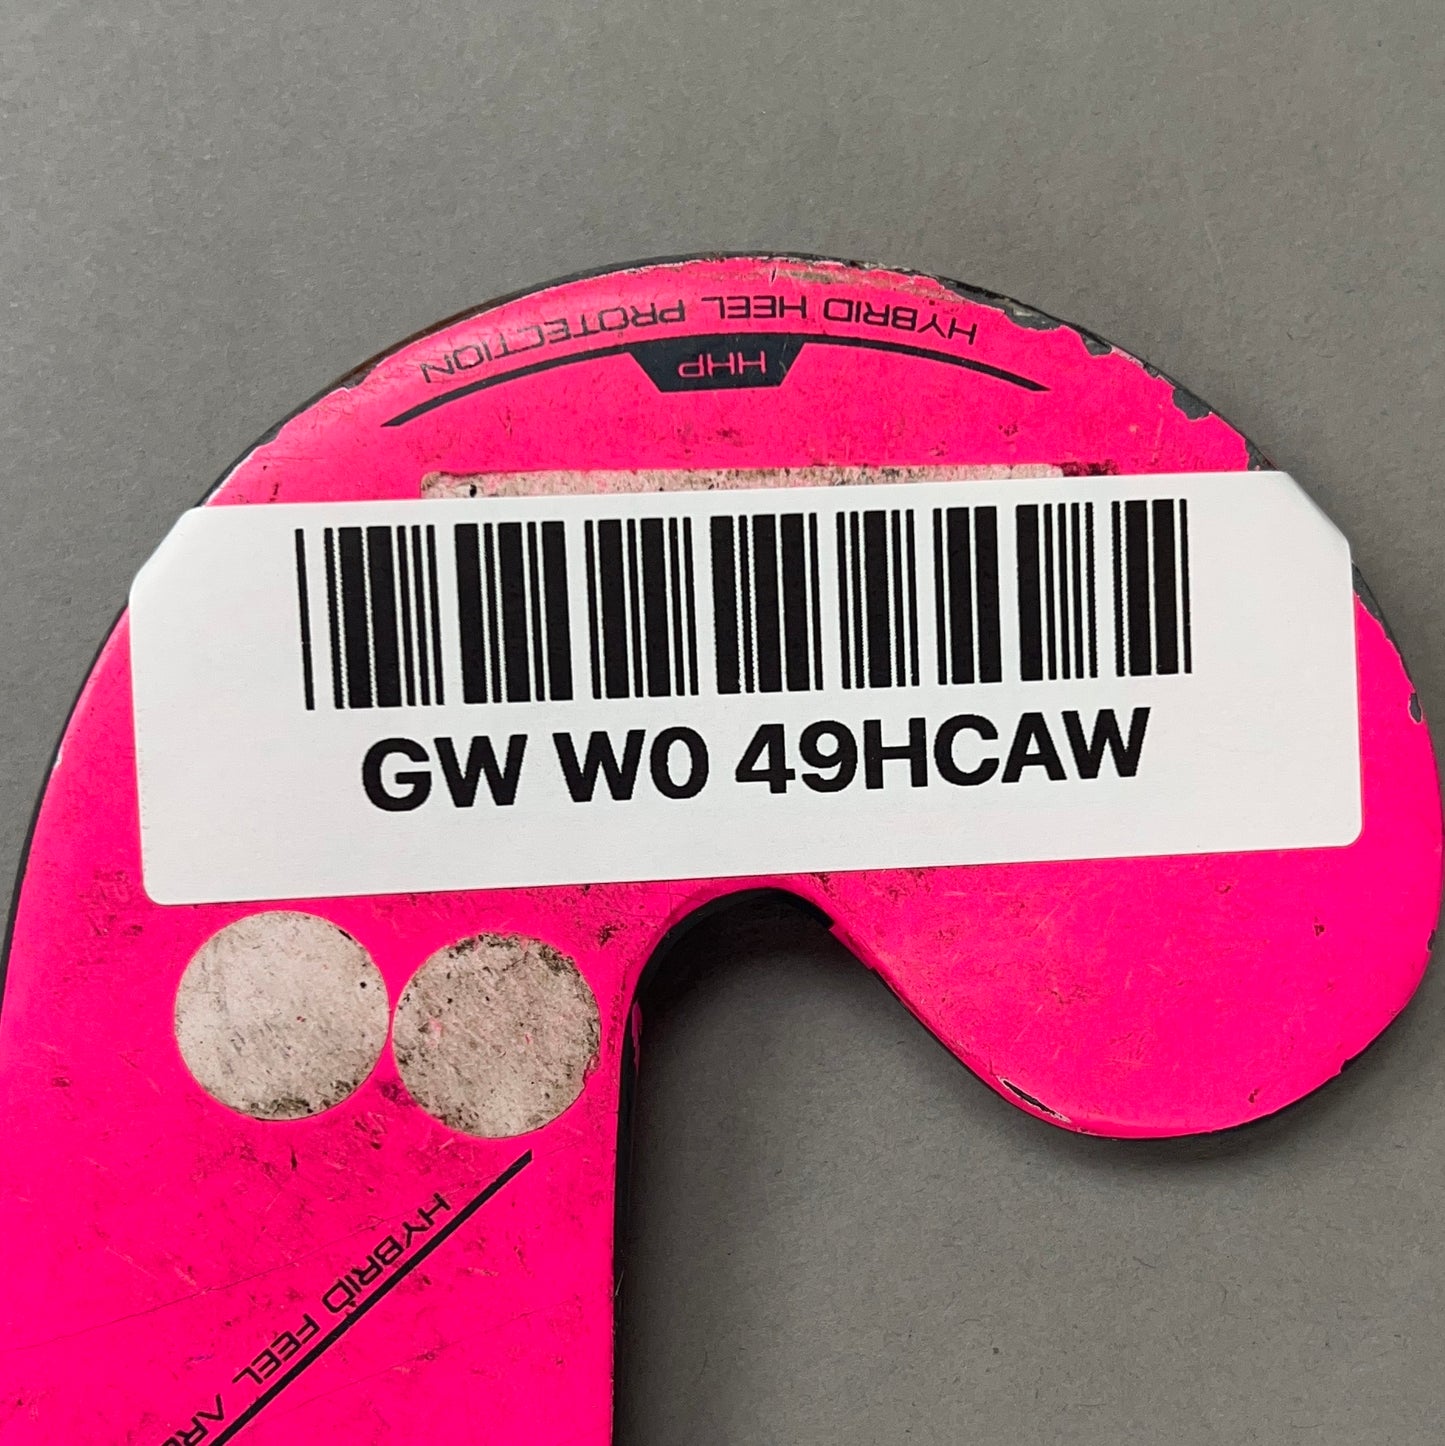 HYBRID HEEL PROTECTION
HHP
GW W0 49HCAW
HYBRID FEEL